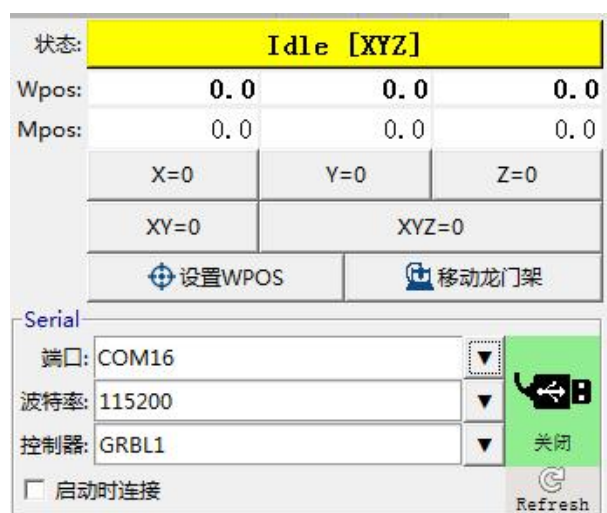 状态: Idle [XYZ]
Wpos: 0.0 0.0 0.0
Mpos: 0.0 0.0 0.0
X=0 Y=0 Z=0
XY=0 XYZ=0
设置WPOS 移动龙门架
Serial
端口: COM16
波特率: 115200
控制器: GRBL1
关闭
启动时连接
Refresh